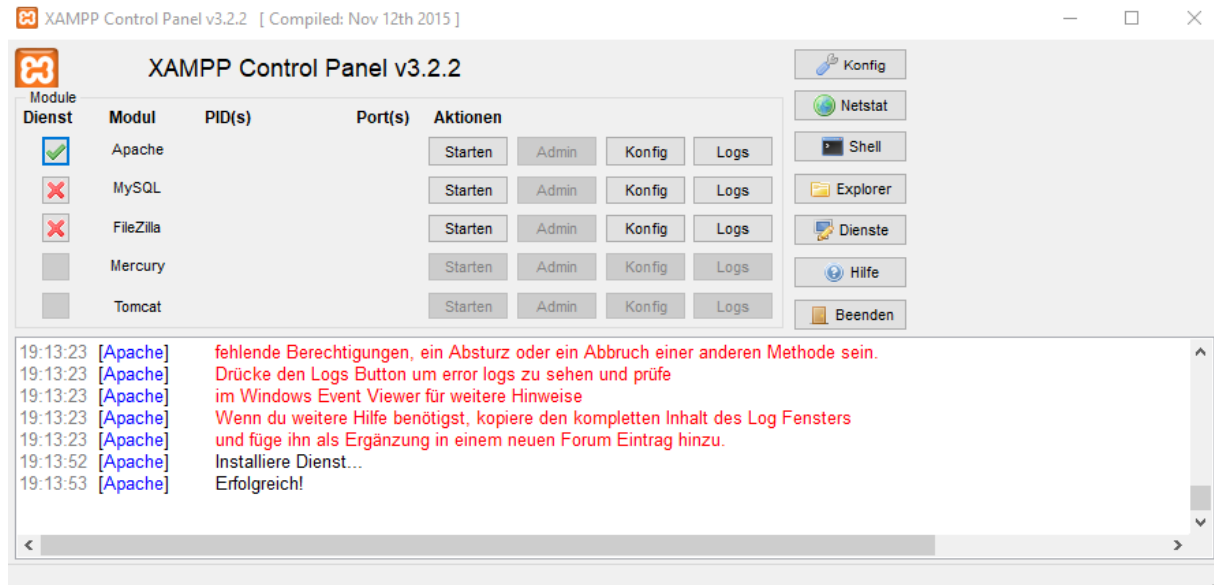 XAMPP Control Panel v3.2.2 [ Compiled: Nov 12th 2015 ]
XAMPP Control Panel v3.2.2
Konfig
Module
Dienst Modul PID(s) Port(s) Aktionen
Netstat
Apache Starten Admin Konfig Logs
Shell
MySQL Starten Admin Konfig Logs
Explorer
FileZilla Starten Admin Konfig Logs
Dienste
Mercury Starten Admin Konfig Logs
Hilfe
Tomcat Starten Admin Konfig Logs
Beenden
19:13:23 [Apache] fehlende Berechtigungen, ein Absturz oder ein Abbruch einer anderen Methode sein.
19:13:23 [Apache] Drücke den Logs Button um error logs zu sehen und prüfe
19:13:23 [Apache] im Windows Event Viewer für weitere Hinweise
19:13:23 [Apache] Wenn du weitere Hilfe benötigst, kopiere den kompletten Inhalt des Log Fensters
19:13:23 [Apache] und füge ihn als Ergänzung in einem neuen Forum Eintrag hinzu.
19:13:52 [Apache] Installiere Dienst...
19:13:53 [Apache] Erfolgreich!